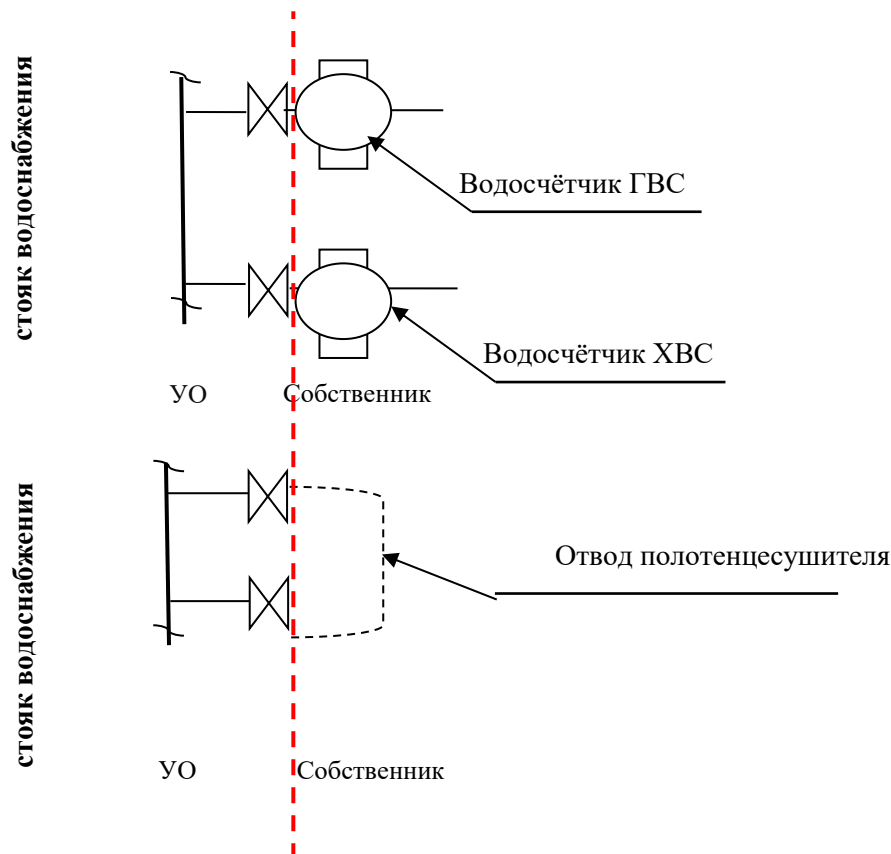 стояк водоснабжения
Водосчётчик ГВС
Водосчётчик ХВС
УО
Собственник
стояк водоснабжения
Отвод полотенцесушителя
УО
Собственник